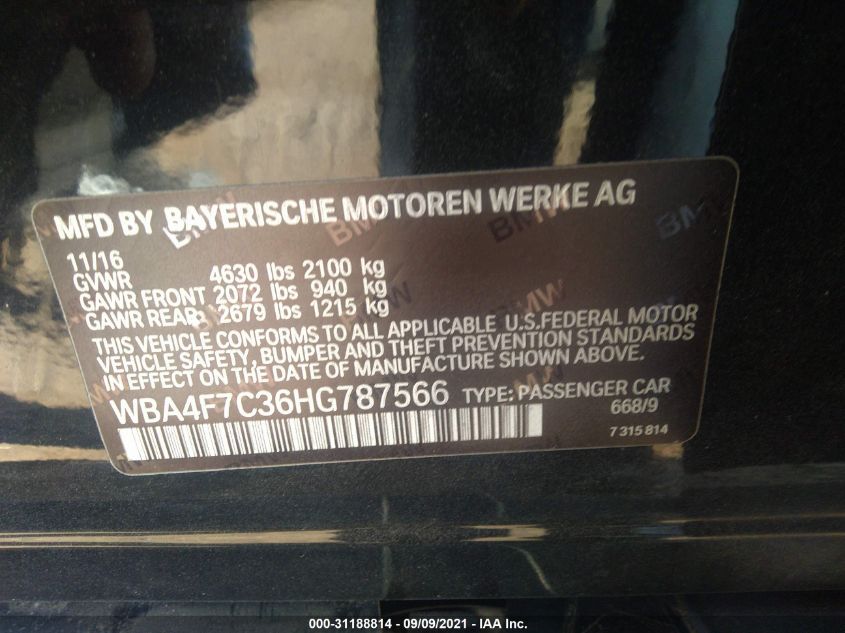 MFD BY BAYERISCHE MOTOREN WERKE AG
11/16
GVWR 4630 lbs 2100 kg
GAWR FRONT 2072 lbs 940 kg
GAWR REAR 2679 lbs 1215 kg
THIS VEHICLE CONFORMS TO ALL APPLICABLE U.S.FEDERAL MOTOR
VEHICLE SAFETY, BUMPER AND THEFT PREVENTION STANDARDS
IN EFFECT ON THE DATE OF MANUFACTURE SHOWN ABOVE.
WBA4F7C36HG787566 TYPE: PASSENGER CAR
668/9
7 315 814
000-31188814 - 09/09/2021 - IAA Inc.